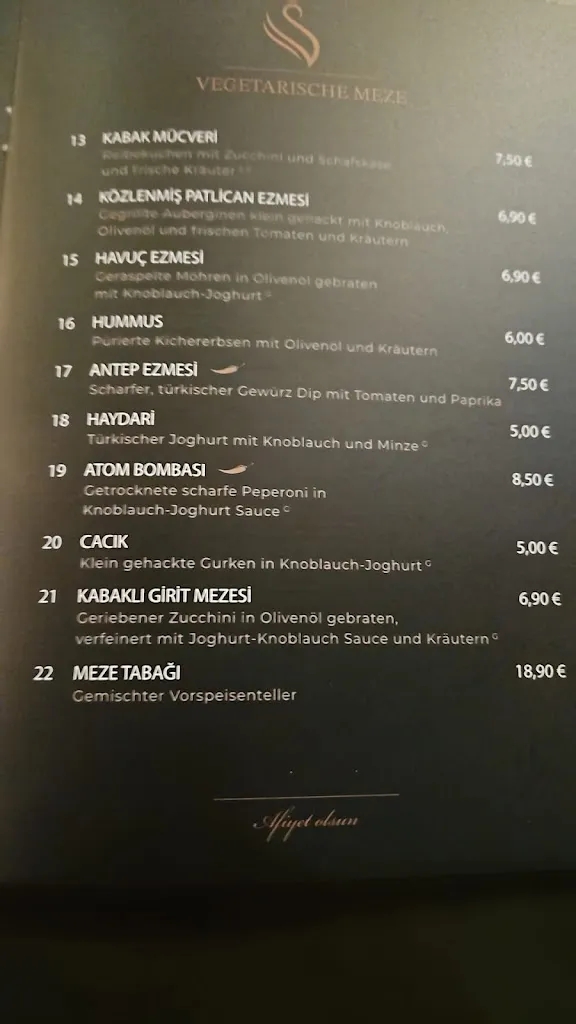 VEGETARISCHE MEZE
13 KABAK MÜCVERİ 7,50 €
Reibekuchen mit Zucchini und Schafskäse
und frische Kräuter
14 KÖZLENMİŞ PATLİCAN EZMESİ 6,90 €
Gegrillte Auberginen klein gehackt mit Knoblauch,
Olivenöl und frischen Tomaten und Kräutern
15 HAVUÇ EZMESİ 6,90 €
Geraspelte Möhren in Olivenöl gebraten
mit Knoblauch-Joghurt G
16 HUMMUS 6,00 €
Pürierte Kichererbsen mit Olivenöl und Kräutern
17 ANTEP EZMESİ 7,50 €
Scharfer, türkischer Gewürz Dip mit Tomaten und Paprika
18 HAYDARİ 5,00 €
Türkischer Joghurt mit Knoblauch und Minze G
19 ATOM BOMBASI 8,50 €
Getrocknete scharfe Peperoni in
Knoblauch-Joghurt Sauce G
20 CACIK 5,00 €
Klein gehackte Gurken in Knoblauch-Joghurt G
21 KABAKLI GİRİT MEZESİ 6,90 €
Geriebener Zucchini in Olivenöl gebraten,
verfeinert mit Joghurt-Knoblauch Sauce und Kräutern G
22 MEZE TABAĞI 18,90 €
Gemischter Vorspeisenteller
Afiyet olsun